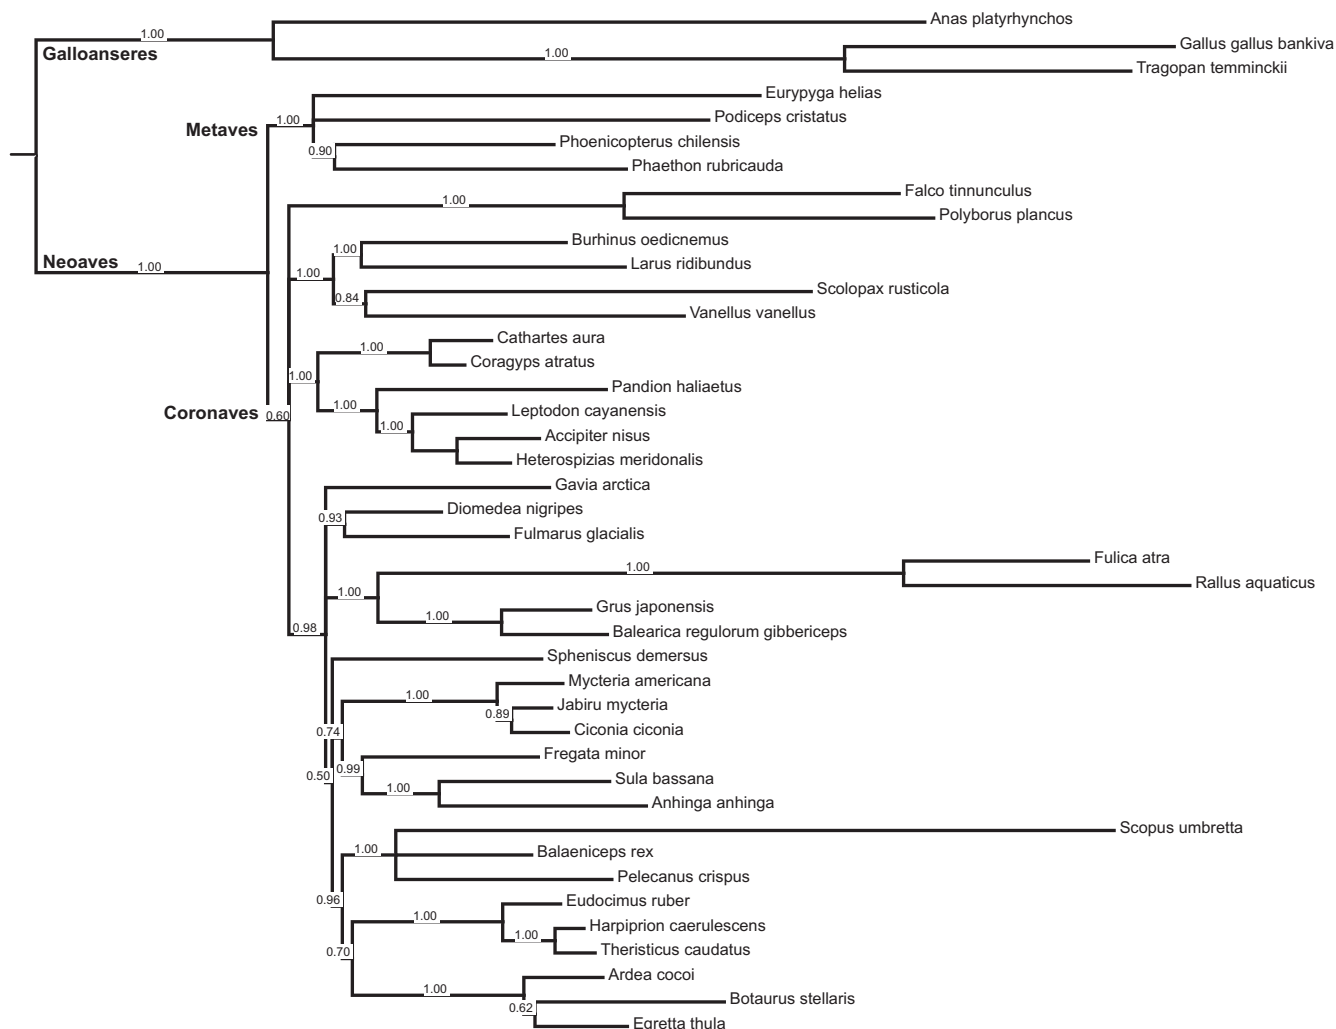 1.00
Anas platyrhynchos
Galloanseres
1.00
Gallus gallus bankiva
Tragopan temminckii
Metaves
1.00
Eurypyga helias
Podiceps cristatus
0.90
Phoenicopterus chilensis
Phaethon rubricauda
1.00
Falco tinnunculus
Polyborus plancus
Neoaves
1.00
1.00
1.00
Burhinus oedicnemus
Larus ridibundus
0.84
Scolopax rusticola
Vanellus vanellus
1.00
1.00
Cathartes aura
Coragyps atratus
1.00
Pandion haliaetus
Coronaves
0.60
1.00
Leptodon cayanensis
Accipiter nisus
Heterospizias meridonalis
Gavia arctica
0.93
Diomedea nigripes
Fulmarus glacialis
0.98
1.00
1.00
Fulica atra
Rallus aquaticus
1.00
Grus japonensis
Balearica regulorum gibbericeps
Spheniscus demersus
0.50
0.74
1.00
Mycteria americana
0.89
Jabiru mycteria
Ciconia ciconia
0.99
Fregata minor
1.00
Sula bassana
Anhinga anhinga
Scopus umbretta
1.00
Balaeniceps rex
Pelecanus crispus
0.96
0.70
1.00
Eudocimus ruber
1.00
Harpiprion caerulescens
Theristicus caudatus
1.00
Ardea cocoi
0.62
Botaurus stellaris
Egretta thula